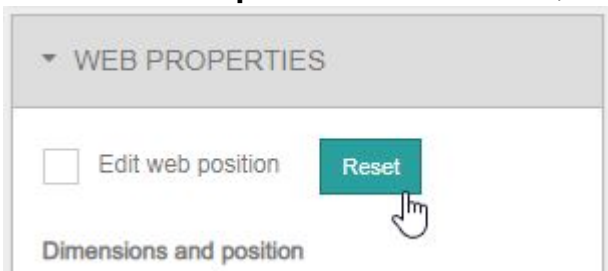 WEB PROPERTIES
Edit web position Reset
Dimensions and position